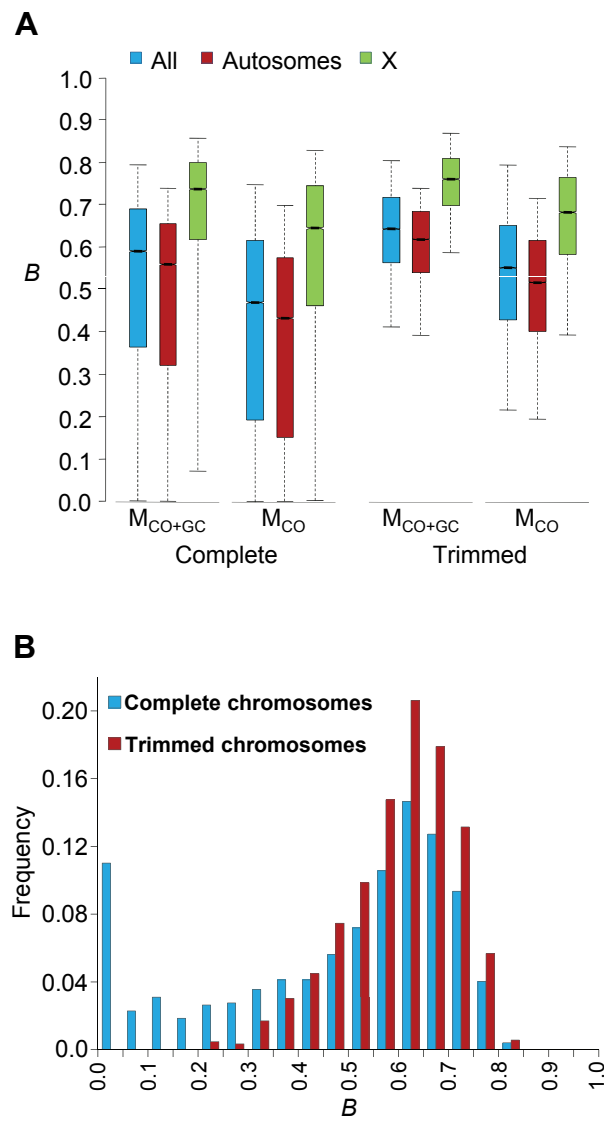 A
All Autosomes X
1.0
0.9
0.8
0.7
0.6
B
0.5
0.4
0.3
0.2
0.1
0.0
MCO+GC MCO MCO+GC MCO
Complete Trimmed
B
Complete chromosomes
0.20
Trimmed chromosomes
0.16
0.12
Frequency
0.08
0.04
0.0
0.0 0.1 0.2 0.3 0.4 0.5 0.6 0.7 0.8 0.9 1.0
B